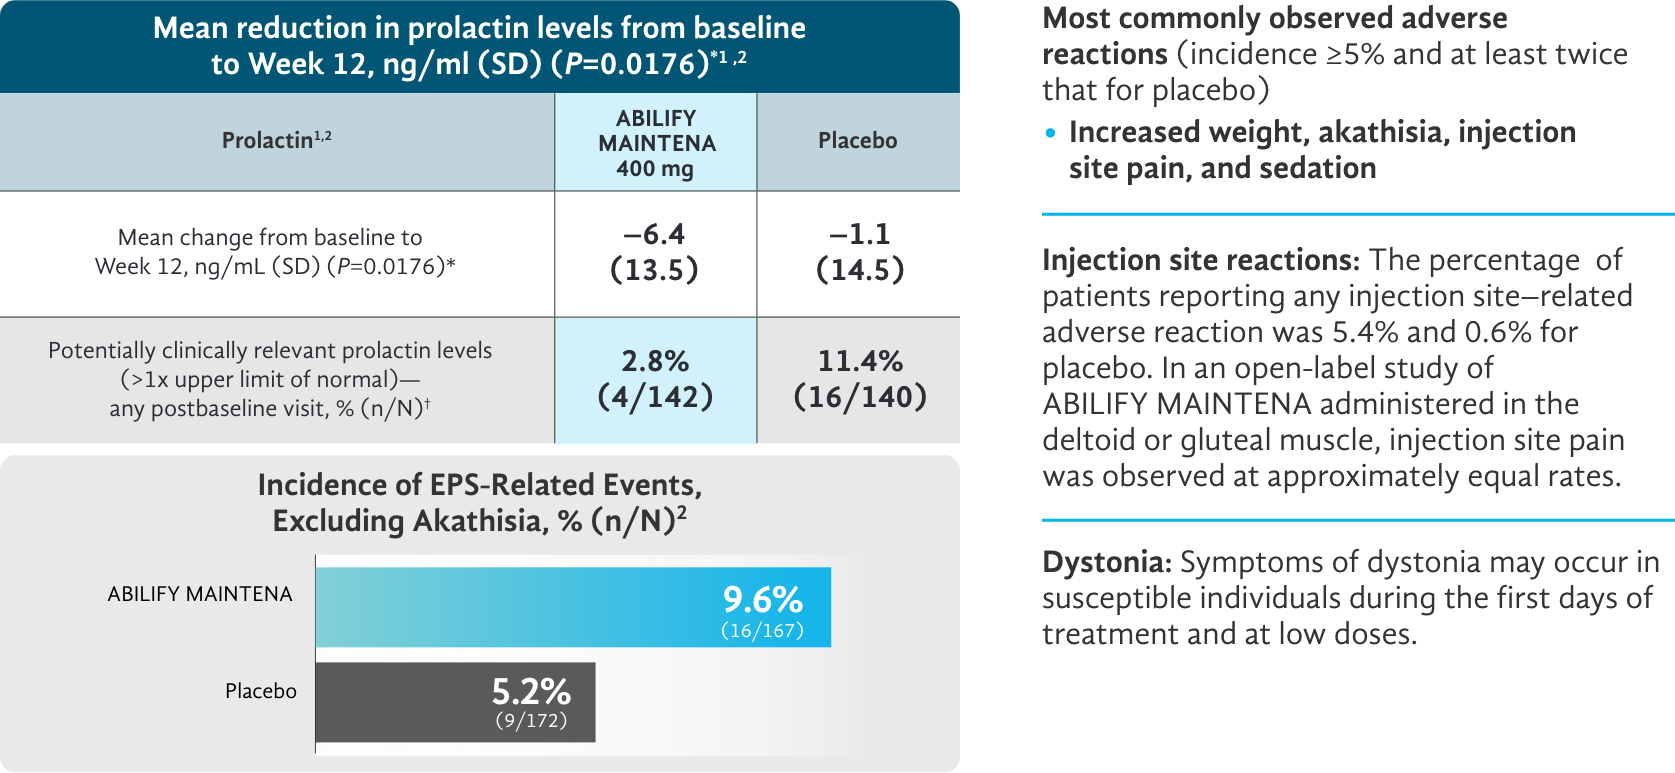 Mean reduction in prolactin levels from baseline
to Week 12, ng/ml (SD) (P=0.0176)*1 ,2
Prolactin1,2
ABILIFY
MAINTENA
400 mg
Placebo
Mean change from baseline to
Week 12, ng/mL (SD) (P=0.0176)*
–6.4
(13.5)
–1.1
(14.5)
Potentially clinically relevant prolactin levels
(>1x upper limit of normal)—
any postbaseline visit, % (n/N)†
2.8%
(4/142)
11.4%
(16/140)
Incidence of EPS-Related Events,
Excluding Akathisia, % (n/N)2
ABILIFY MAINTENA
9.6%
(16/167)
Placebo
5.2%
(9/172)
Most commonly observed adverse
reactions (incidence ≥5% and at least twice
that for placebo)
• Increased weight, akathisia, injection
site pain, and sedation
Injection site reactions: The percentage  of
patients reporting any injection site–related
adverse reaction was 5.4% and 0.6% for
placebo. In an open-label study of
ABILIFY MAINTENA administered in the
deltoid or gluteal muscle, injection site pain
was observed at approximately equal rates.
Dystonia: Symptoms of dystonia may occur in
susceptible individuals during the first days of
treatment and at low doses.